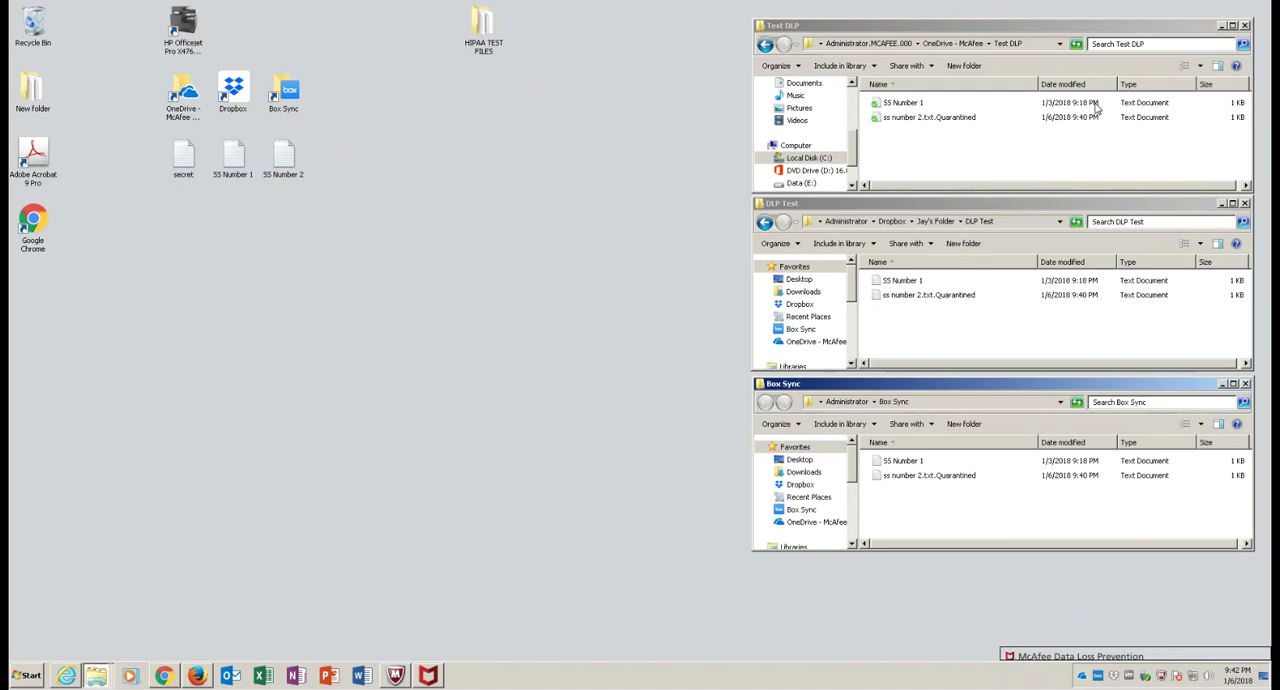 Recycle Bin
HP Officejet
Pro X476...
HIPAA TEST
FILES
New folder
OneDrive -
McAfee ...
Dropbox
Box Sync
Adobe Acrobat
9 Pro
secret
SS Number 1
SS Number 2
Google
Chrome
Test DLP
Administrator.MCAFEE.000 OneDrive - McAfee Test DLP
Search Test DLP
Organize Include in library Share with New folder
Documents
Music
Pictures
Videos
Computer
Local Disk (C:)
DVD Drive (D:) 16.
Data (E:)
Name Date modified Type Size
SS Number 1 1/3/2018 9:18 PM Text Document 1 KB
ss number 2.txt.Quarantined 1/6/2018 9:40 PM Text Document 1 KB
DLP Test
Administrator Dropbox Jay's Folder DLP Test
Search DLP Test
Organize Include in library Share with New folder
Favorites
Desktop
Downloads
Dropbox
Recent Places
Box Sync
OneDrive - McAfee
Libraries
Name Date modified Type Size
SS Number 1 1/3/2018 9:18 PM Text Document 1 KB
ss number 2.txt.Quarantined 1/6/2018 9:40 PM Text Document 1 KB
Box Sync
Administrator Box Sync
Search Box Sync
Organize Include in library Share with New folder
Favorites
Desktop
Downloads
Dropbox
Recent Places
Box Sync
OneDrive - McAfee
Libraries
Name Date modified Type Size
SS Number 1 1/3/2018 9:18 PM Text Document 1 KB
ss number 2.txt.Quarantined 1/6/2018 9:40 PM Text Document 1 KB
McAfee Data Loss Prevention
Start
9:42 PM
1/6/2018